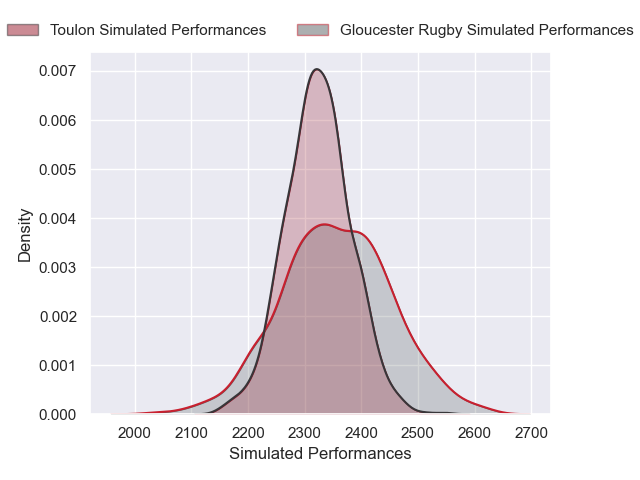 Toulon Simulated Performances
Gloucester Rugby Simulated Performances
0.007
0.006
0.005
0.004
0.003
0.002
0.001
0.000
Density
2000 2100 2200 2300 2400 2500 2600 2700
Simulated Performances